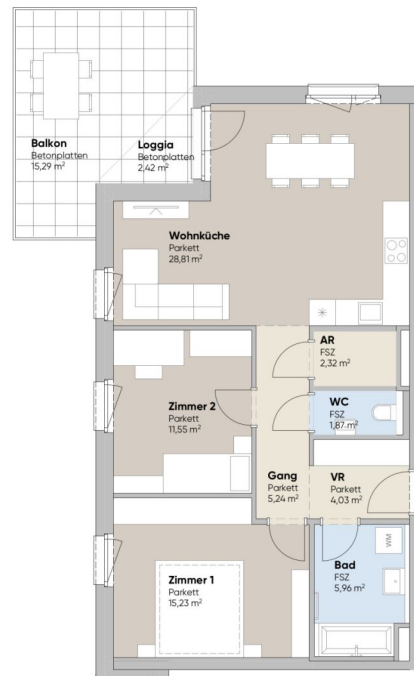 Balkon
Betonplatten
15,29 m²
Loggia
Betonplatten
2,42 m²
Wohnküche
Parkett
28,81 m²
AR
FSZ
2,32 m²
WC
FSZ
1,87 m²
Zimmer 2
Parkett
11,55 m²
Gang
Parkett
5,24 m²
VR
Parkett
4,03 m²
WM
Bad
FSZ
5,96 m²
Zimmer 1
Parkett
15,23 m²